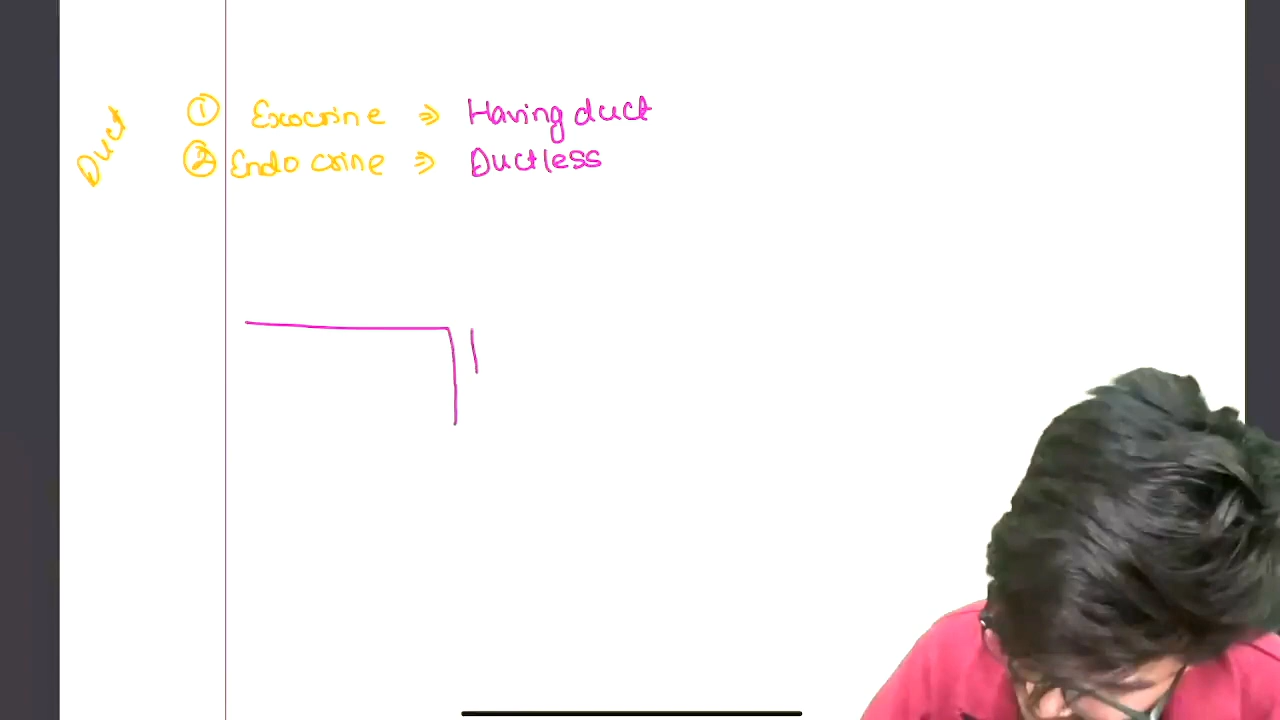 Duct
① Exocrine ⇒ Having duct
② Endocrine ⇒ Ductless